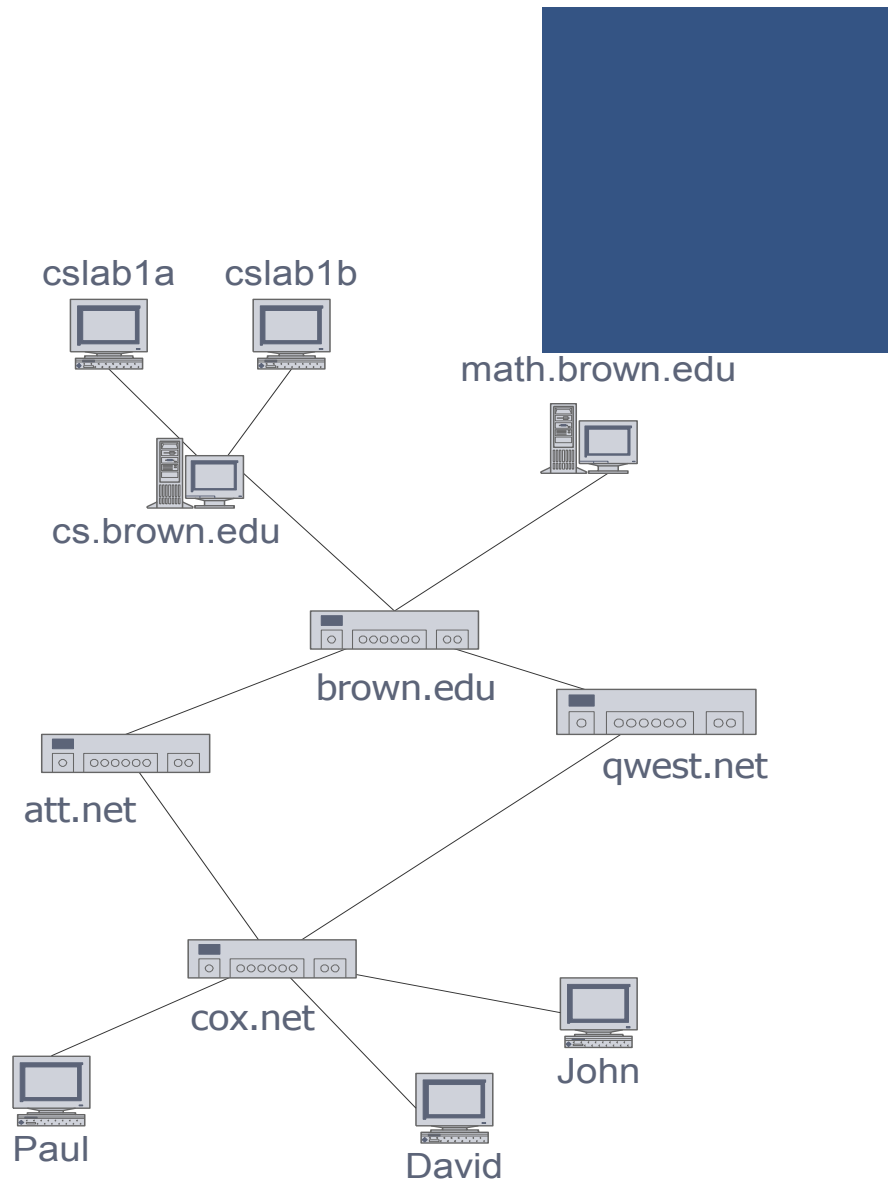 cslab1a
cslab1b
math.brown.edu
cs.brown.edu
brown.edu
qwest.net
att.net
cox.net
John
Paul
David